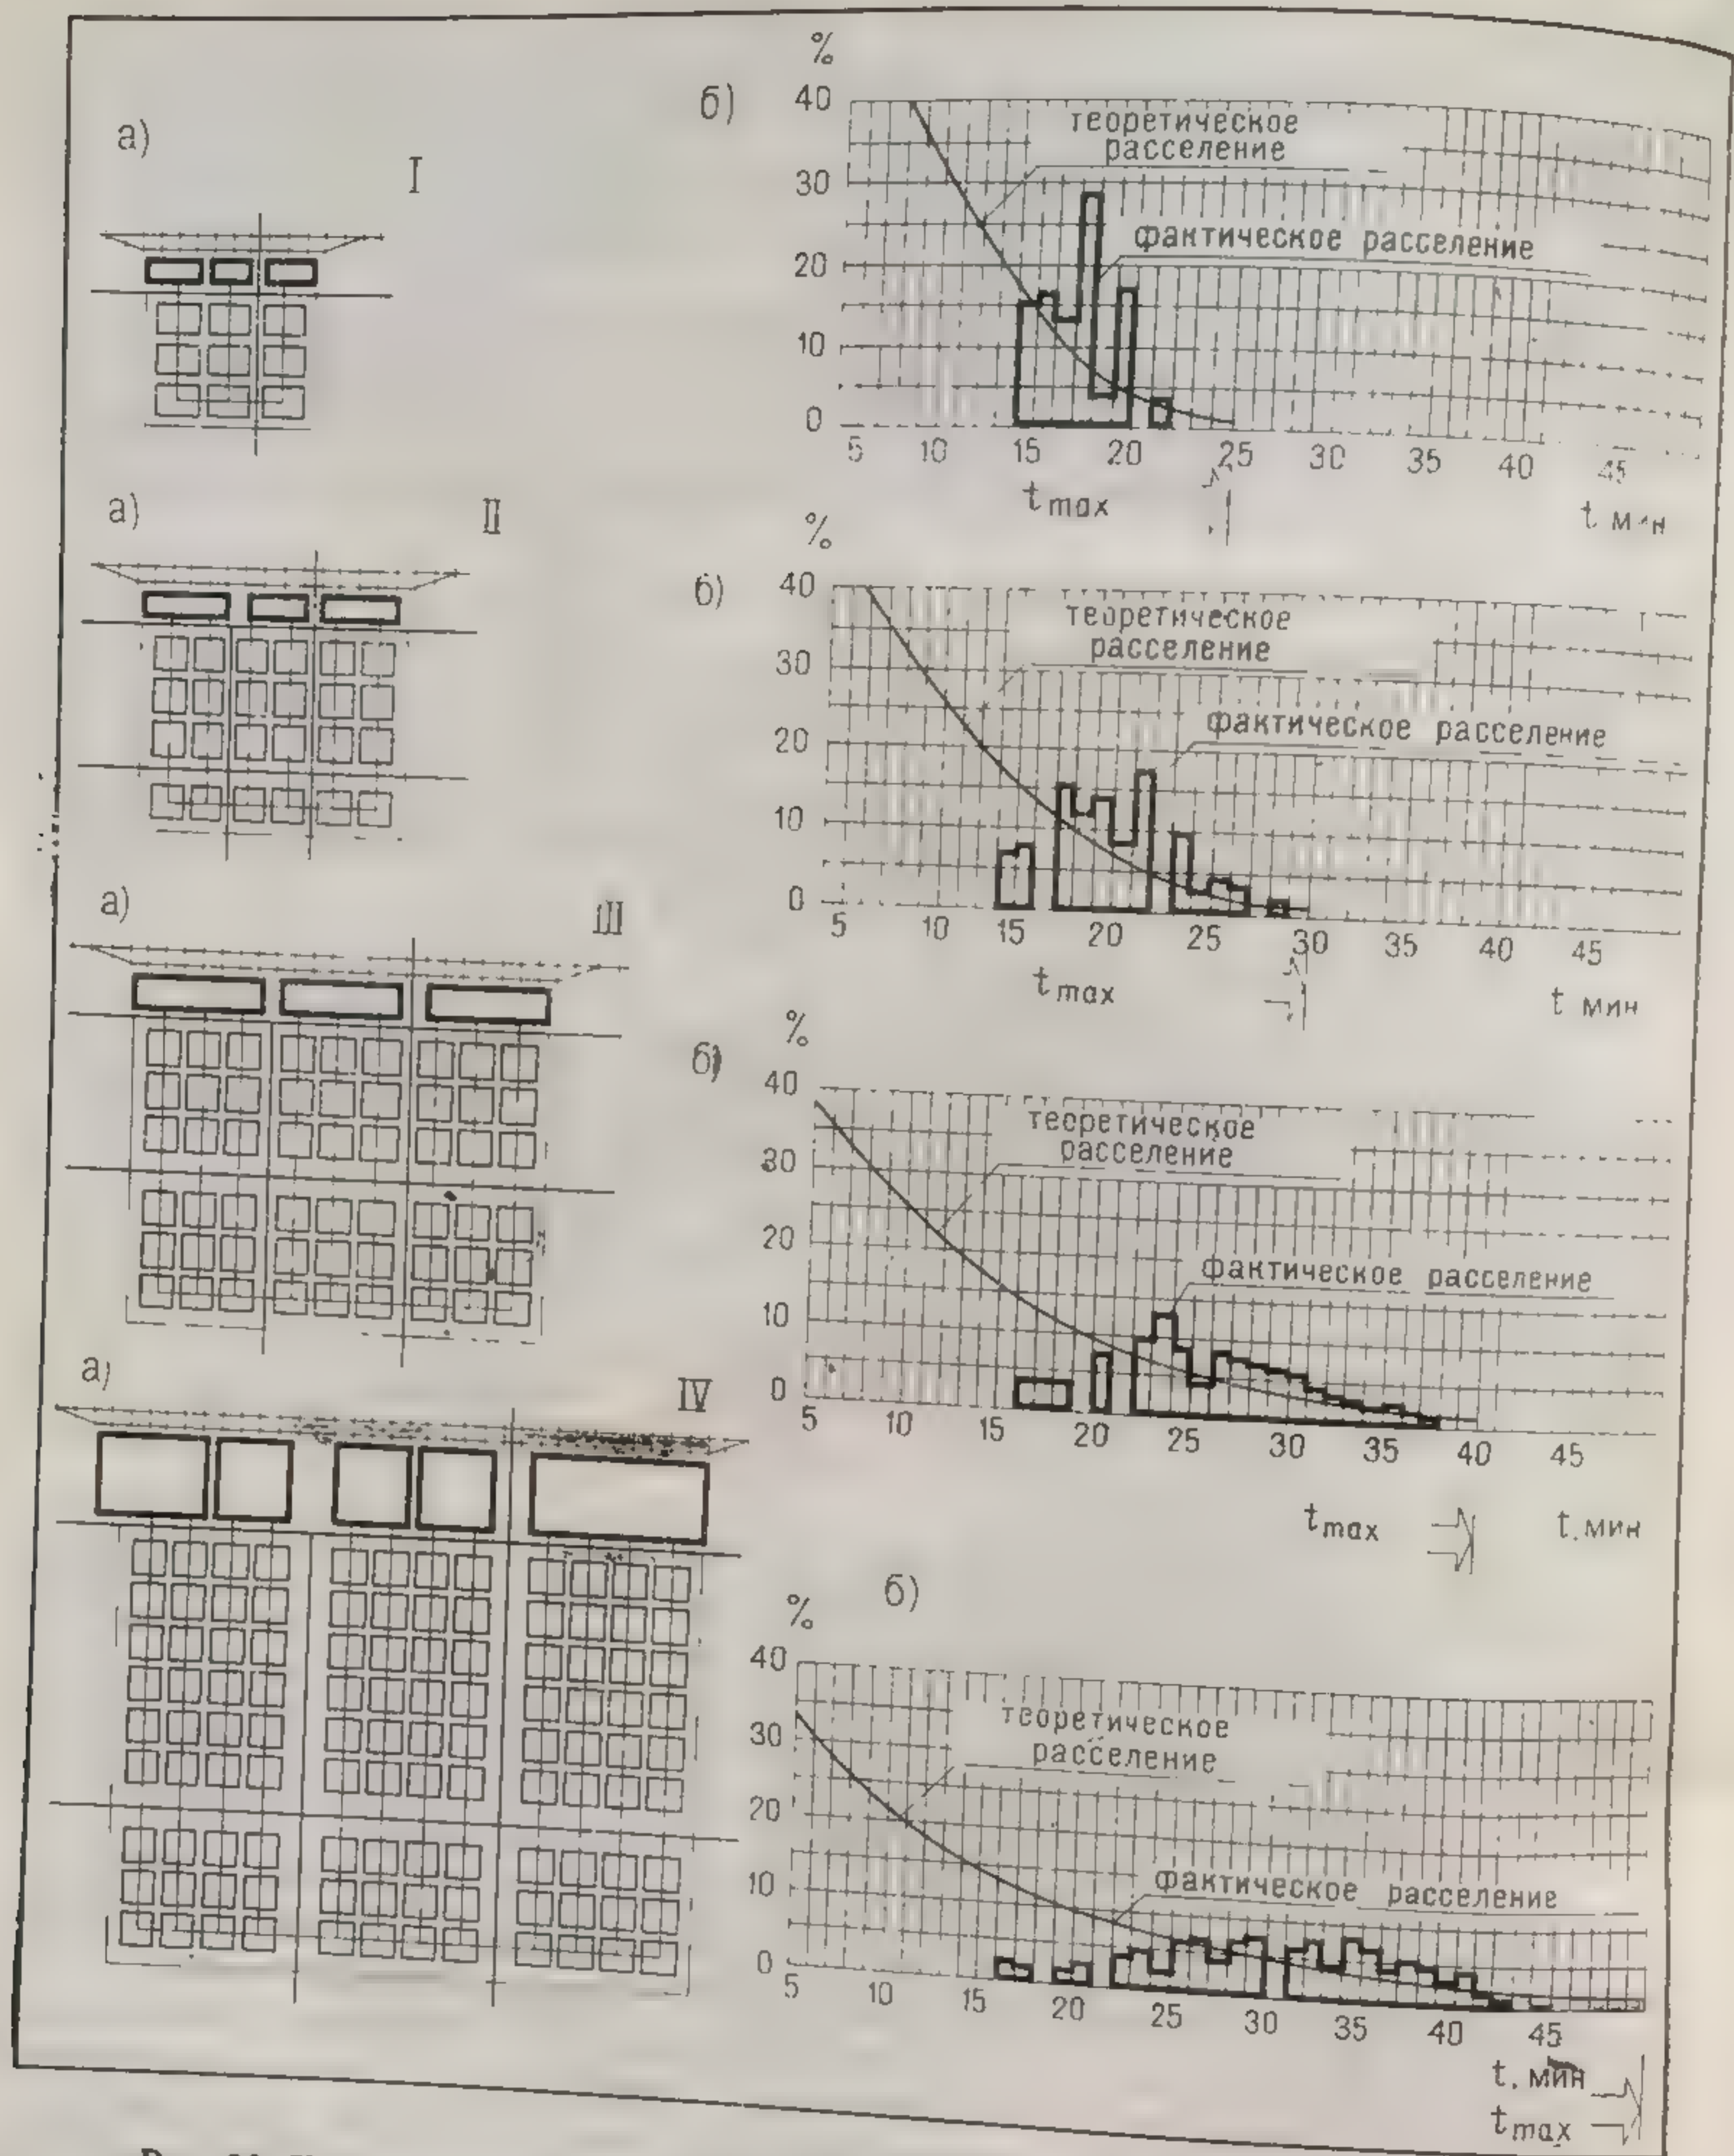 а)
I
%
б)
40
30
20
10
0
теоретическое
расселение
фактическое расселение
5 10 15 20 25 30 35 40 45
t max
t мин
а)
II
%
б)
40
30
20
10
0
теоретическое
расселение
фактическое расселение
5 10 15 20 25 30 35 40 45
t max
t мин
а)
III
%
б)
40
30
20
10
0
теоретическое
расселение
фактическое расселение
5 10 15 20 25 30 35 40 45
t max
t. мин
а)
IV
%
б)
40
30
20
10
0
теоретическое
расселение
фактическое расселение
5 10 15 20 25 30 35 40 45
t. мин
t max